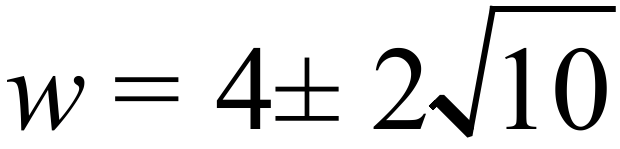 w = 4± 2√10